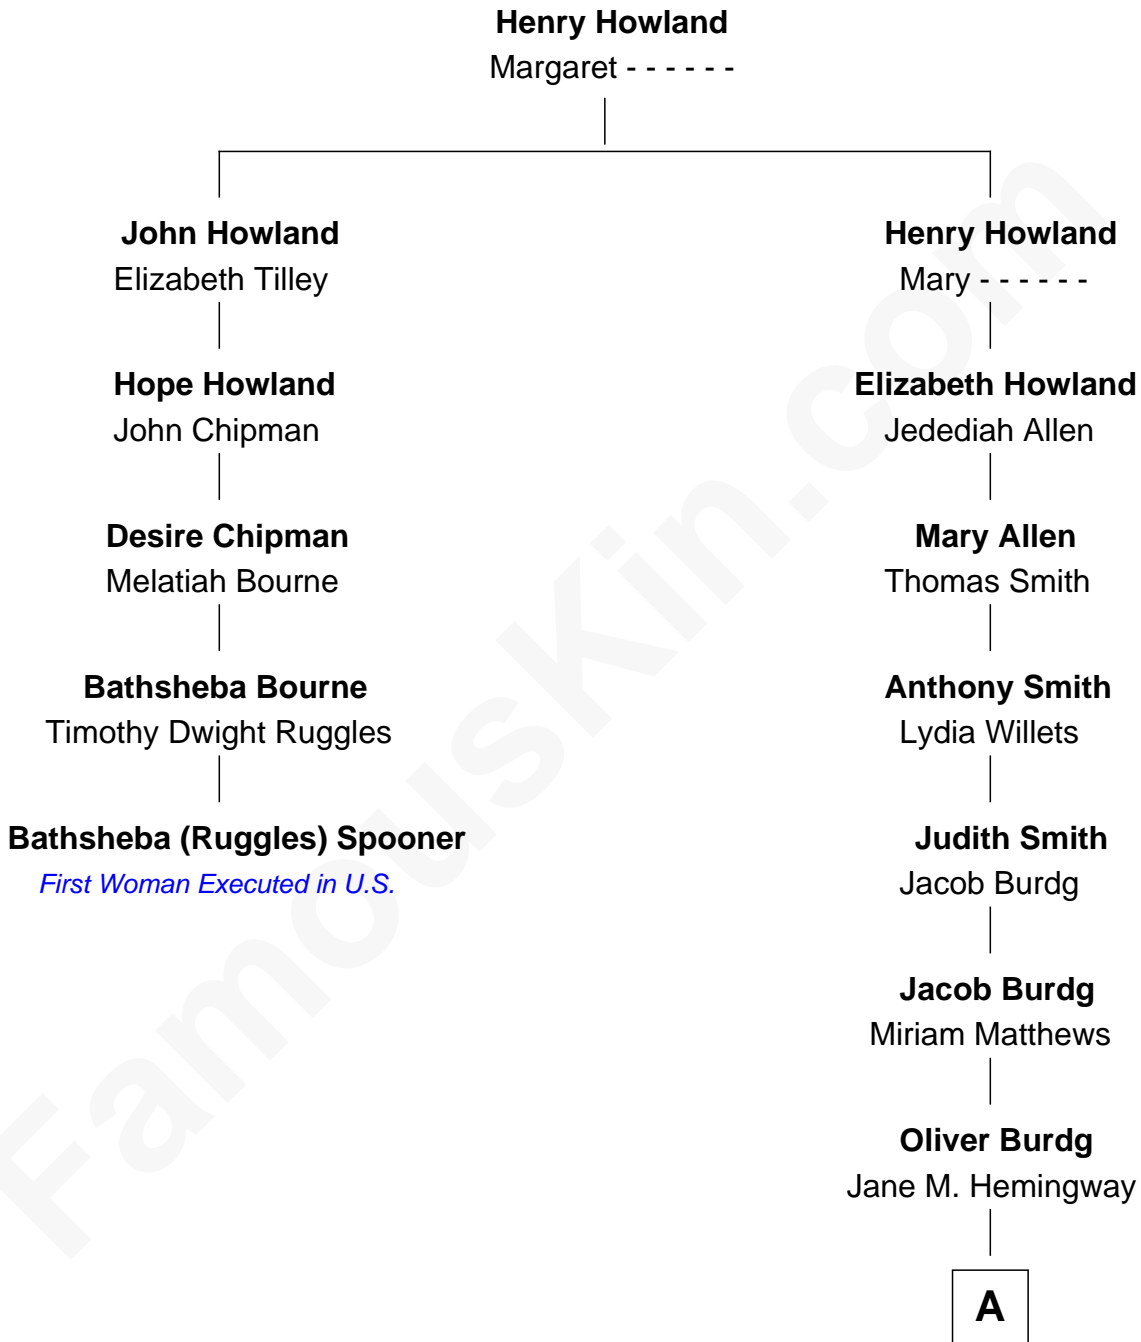 Henry Howland
Margaret - - - - - -
John Howland
Elizabeth Tilley
Hope Howland
John Chipman
Desire Chipman
Melatiah Bourne
Bathsheba Bourne
Timothy Dwight Ruggles
Bathsheba (Ruggles) Spooner
First Woman Executed in U.S.
Henry Howland
Mary - - - - - -
Elizabeth Howland
Jedediah Allen
Mary Allen
Thomas Smith
Anthony Smith
Lydia Willets
Judith Smith
Jacob Burdg
Jacob Burdg
Miriam Matthews
Oliver Burdg
Jane M. Hemingway
A
FamousKin.com